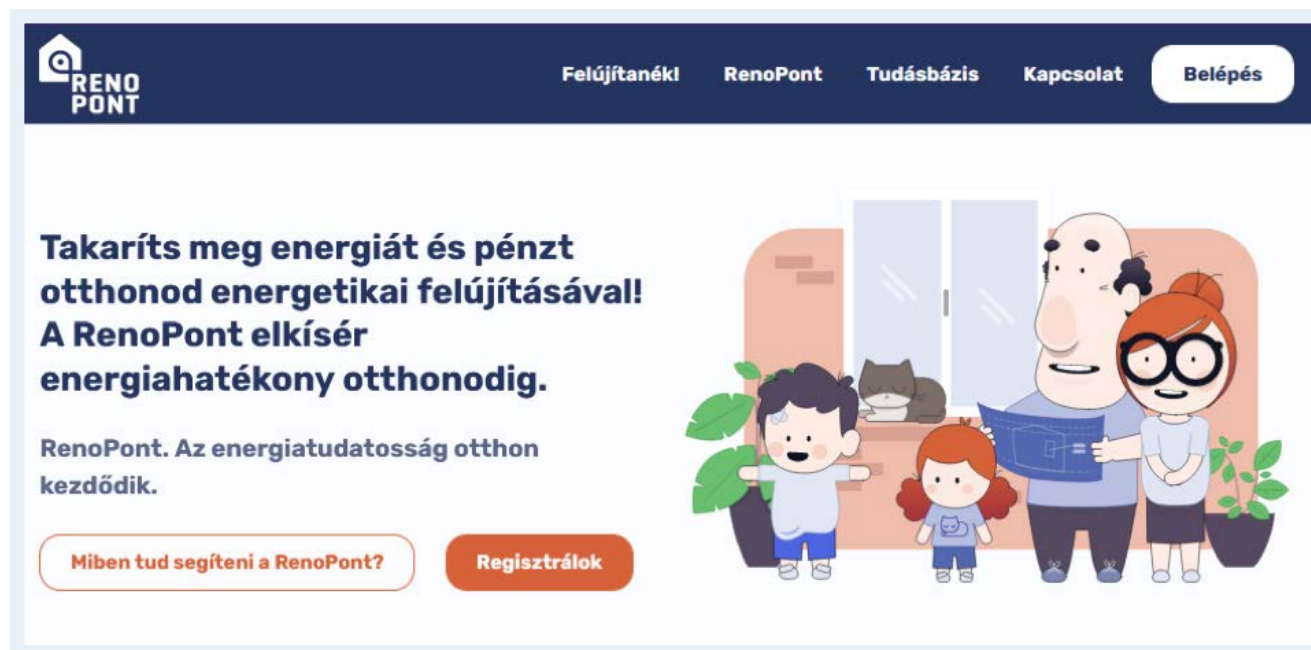 RENO
PONT
Felújítanék!
RenoPont
Tudásbázis
Kapcsolat
Belépés
Takaríts meg energiát és pénzt
otthonod energetikai felújításával!
A RenoPont elkísér
energiahatékony otthonodig.
RenoPont. Az energiatudatosság otthon
kezdődik.
Miben tud segíteni a RenoPont?
Regisztrálok